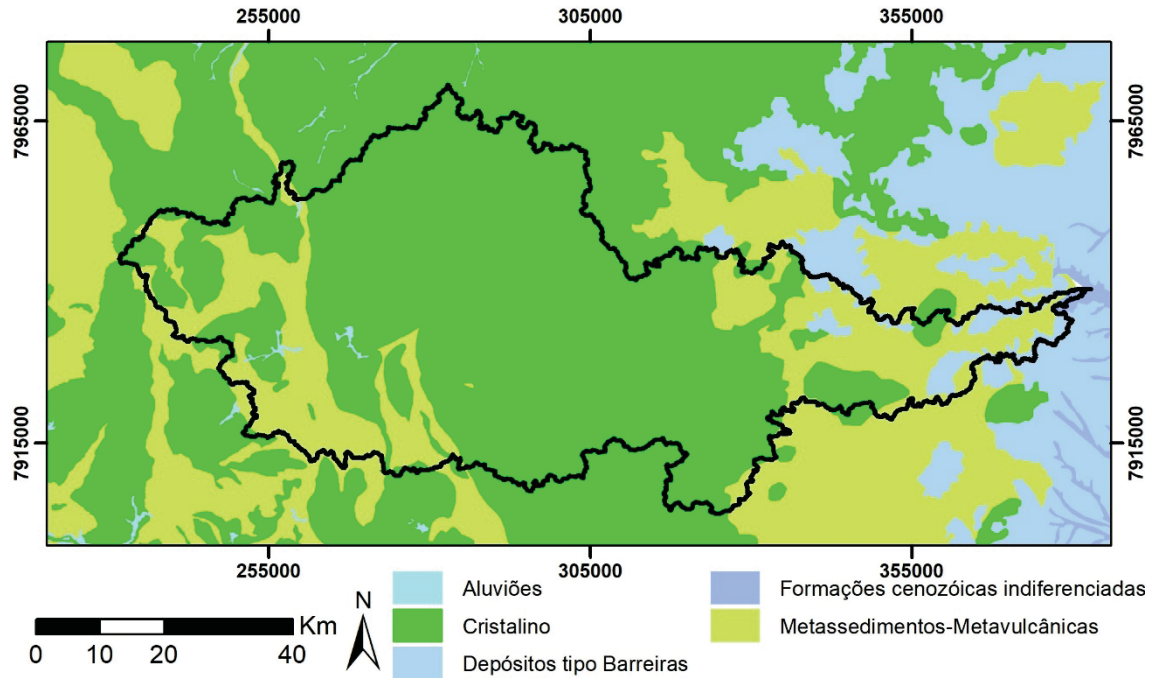 255000 305000 355000
7965000 7965000
7915000 7915000
255000 305000 355000
Aluviões
Cristalino
Depósitos tipo Barreiras
Formações cenozóicas indiferenciadas
Metassedimentos-Metavulcânicas
N
Km
0 10 20 40